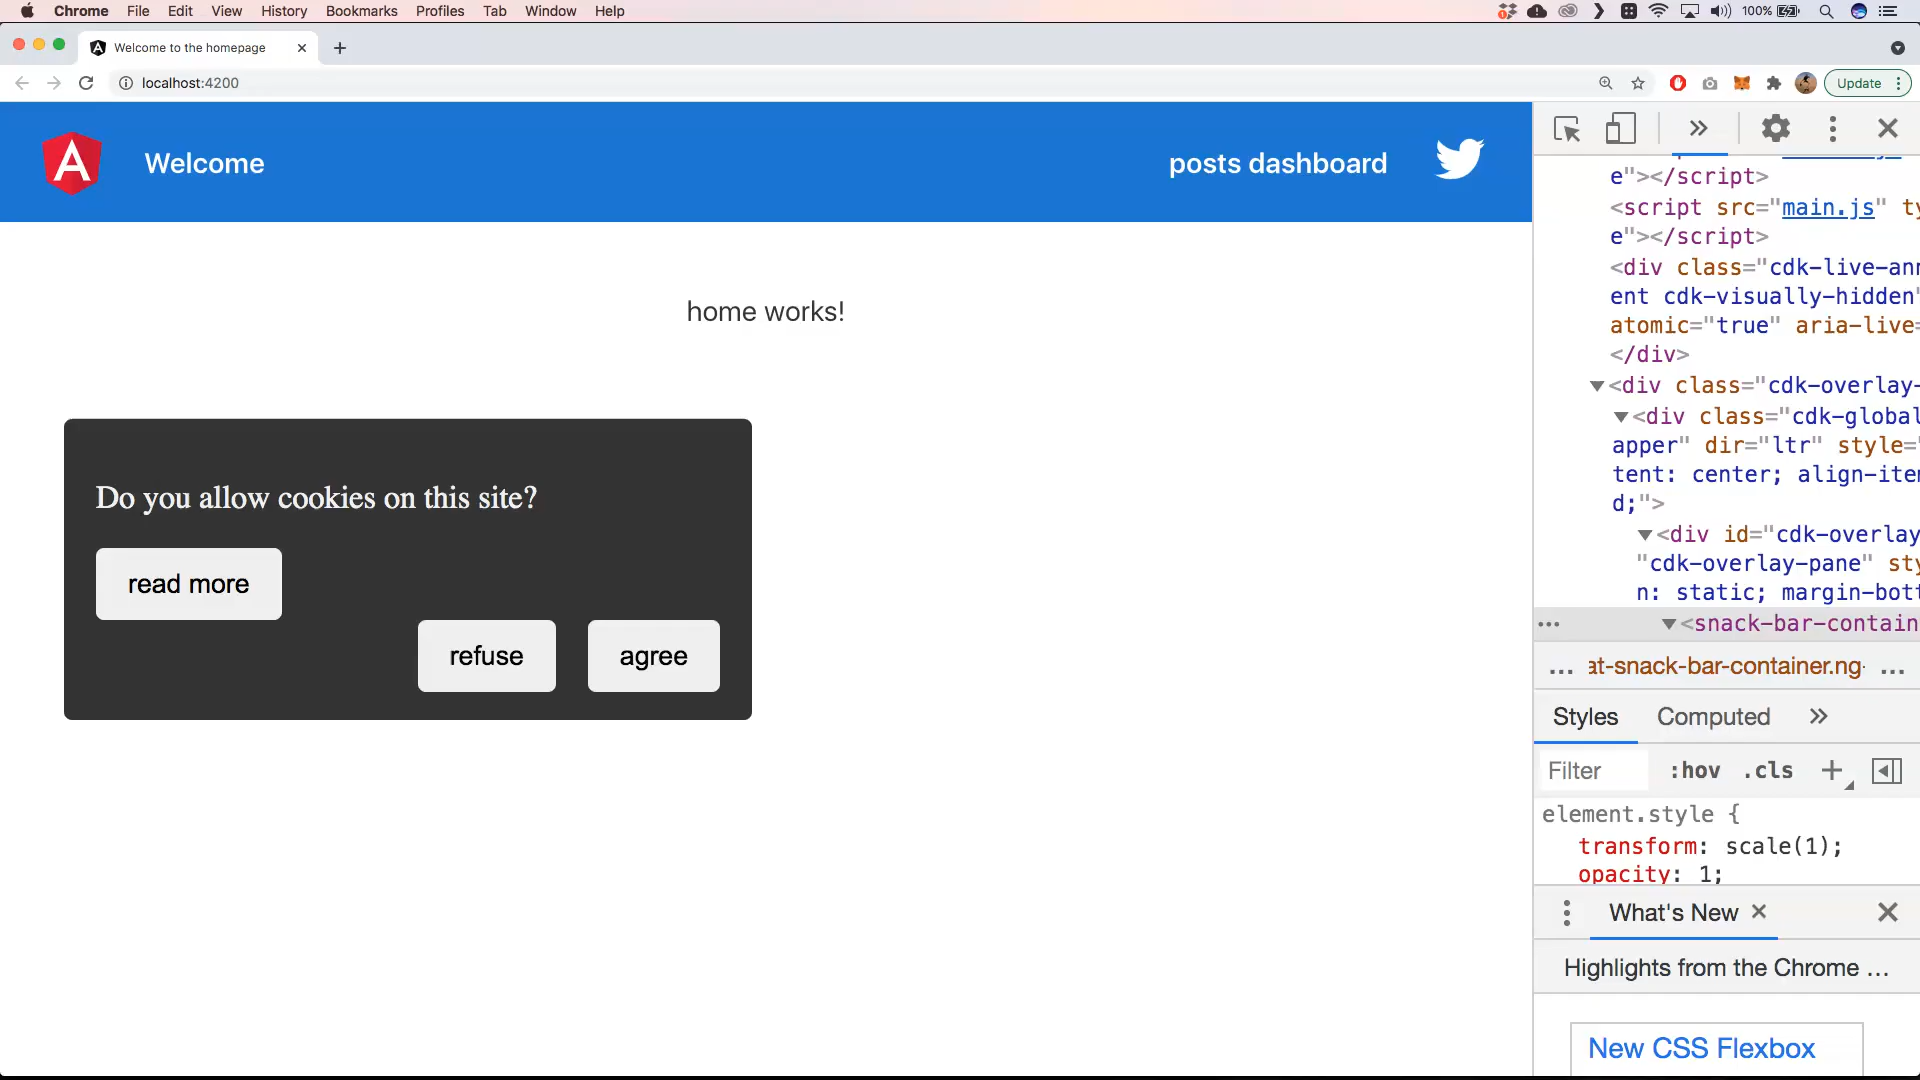 Chrome File Edit View History Bookmarks Profiles Tab Window Help 100%
Welcome to the homepage
localhost:4200
Update
Welcome
posts dashboard
home works!
Do you allow cookies on this site?
read more
refuse
agree
e"></script>
<script src="main.js" ty
e"></script>
<div class="cdk-live-ann
ent cdk-visually-hidden"
atomic="true" aria-live=
</div>
<div class="cdk-overlay-
<div class="cdk-global
apper" dir="ltr" style="
tent: center; align-iten
d;">
<div id="cdk-overlay
"cdk-overlay-pane" sty
n: static; margin-bott
… <snack-bar-contain
… at-snack-bar-container.ng- …
Styles Computed
Filter :hov .cls
element.style {
transform: scale(1);
opacity: 1;
What's New
Highlights from the Chrome …
New CSS Flexbox